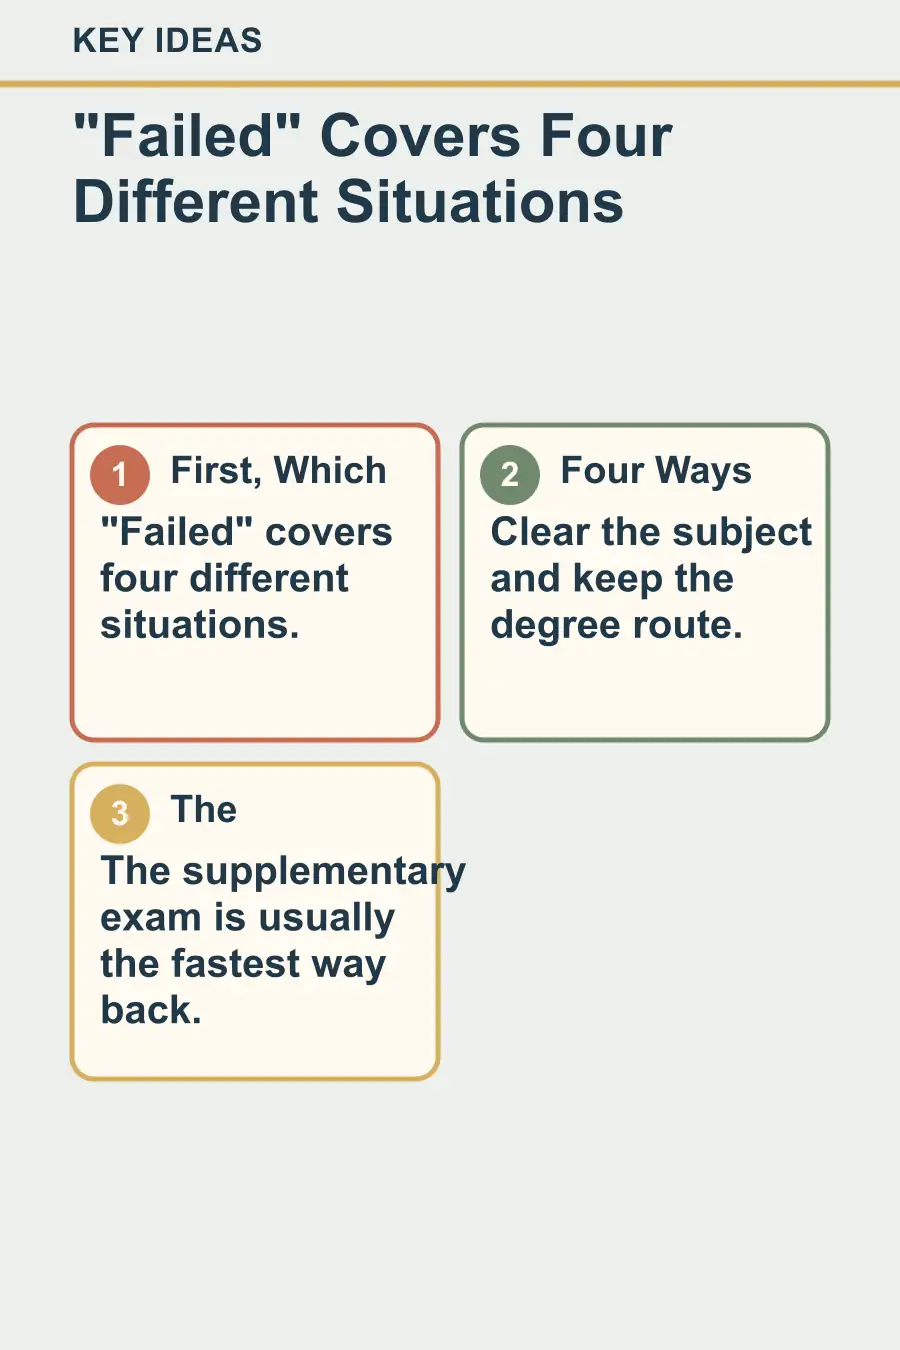 KEY IDEAS
"Failed" Covers Four
Different Situations
1 First, Which
"Failed" covers
four different
situations.
2 Four Ways
Clear the subject
and keep the
degree route.
3 The
The supplementary
exam is usually
the fastest way
back.